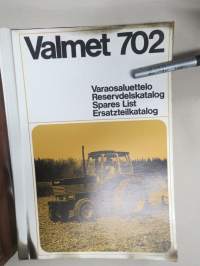 Valmet 702
Varaosaluettelo
Reservdelskatalog
Spares List
Ersatzteilkatalog